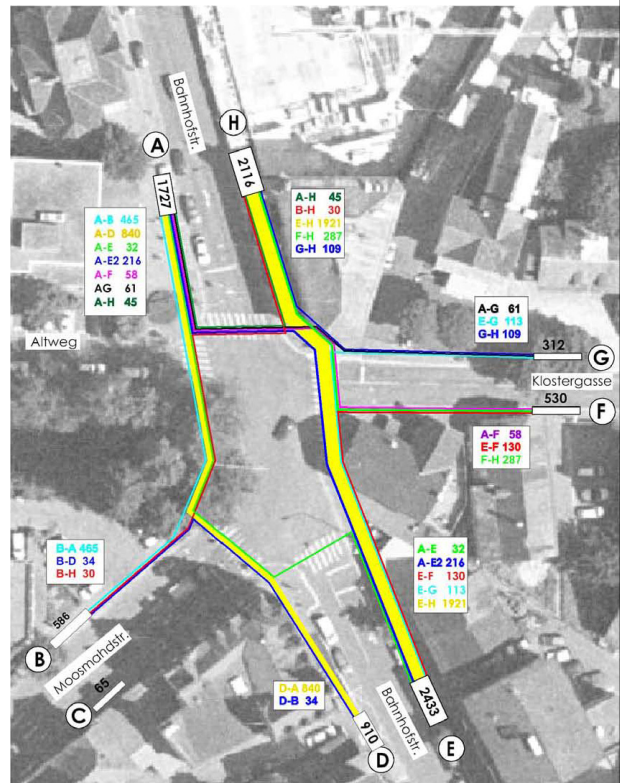 H
Bahnhofstr.
A
2116
1727
A-B 465
A-D 840
A-E 32
A-E2 216
A-F 58
AG 61
A-H 45
A-H 45
B-H 30
E-H 1921
F-H 287
G-H 109
A-G 61
E-G 113
G-H 109
Altweg
312
G
Klostergasse
530
F
A-F 58
E-F 130
F-H 287
B-A 465
B-D 34
B-H 30
A-E 32
A-E2 216
E-F 130
E-G 113
E-H 1921
586
B
Moosmahdstr.
65
C
D-A 840
D-B 34
910
D
Bahnhofstr.
2433
E